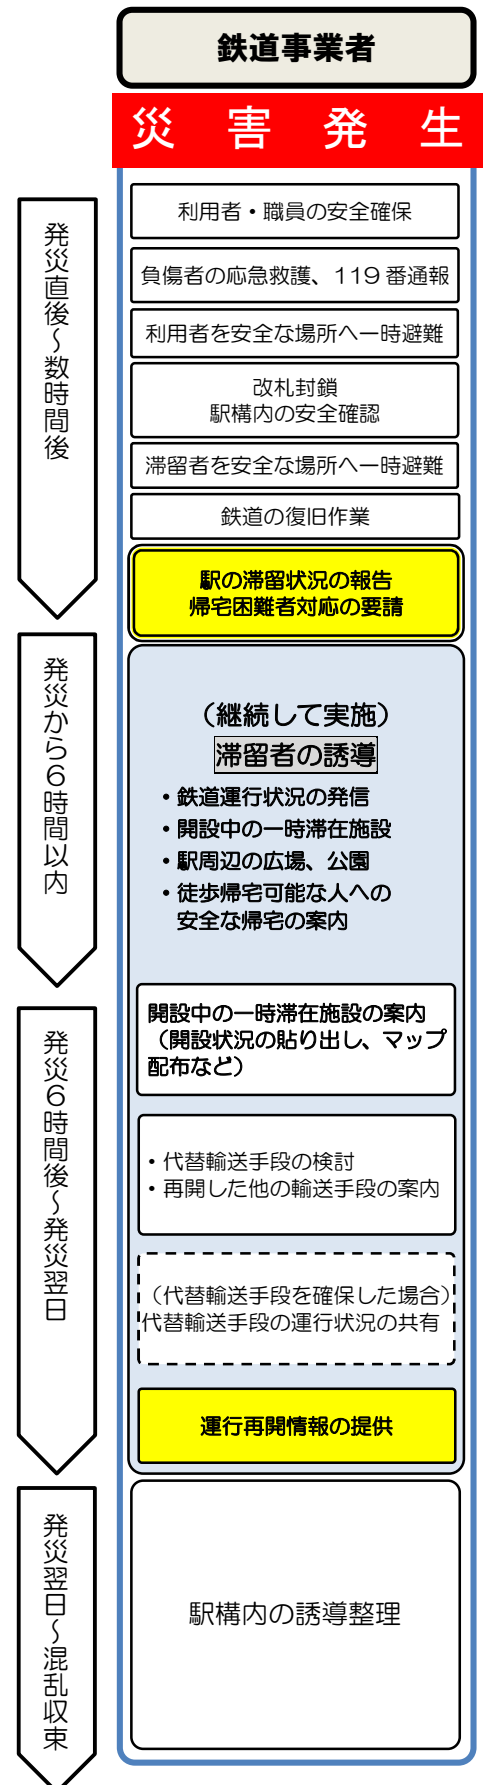 鉄道事業者
災害発生
発災直後～数時間後
利用者・職員の安全確保
負傷者の応急救護、119番通報
利用者を安全な場所へ一時避難
改札封鎖
駅構内の安全確認
滞留者を安全な場所へ一時避難
鉄道の復旧作業
駅の滞留状況の報告
帰宅困難者対応の要請
発災から6時間以内
（継続して実施）
滞留者の誘導
・鉄道運行状況の発信
・開設中の一時滞在施設
・駅周辺の広場、公園
・徒歩帰宅可能な人への
安全な帰宅の案内
発災6時間後～発災翌日
開設中の一時滞在施設の案内
（開設状況の貼り出し、マップ
配布など）
・代替輸送手段の検討
・再開した他の輸送手段の案内
（代替輸送手段を確保した場合）
代替輸送手段の運行状況の共有
運行再開情報の提供
発災翌日～混乱収束
駅構内の誘導整理